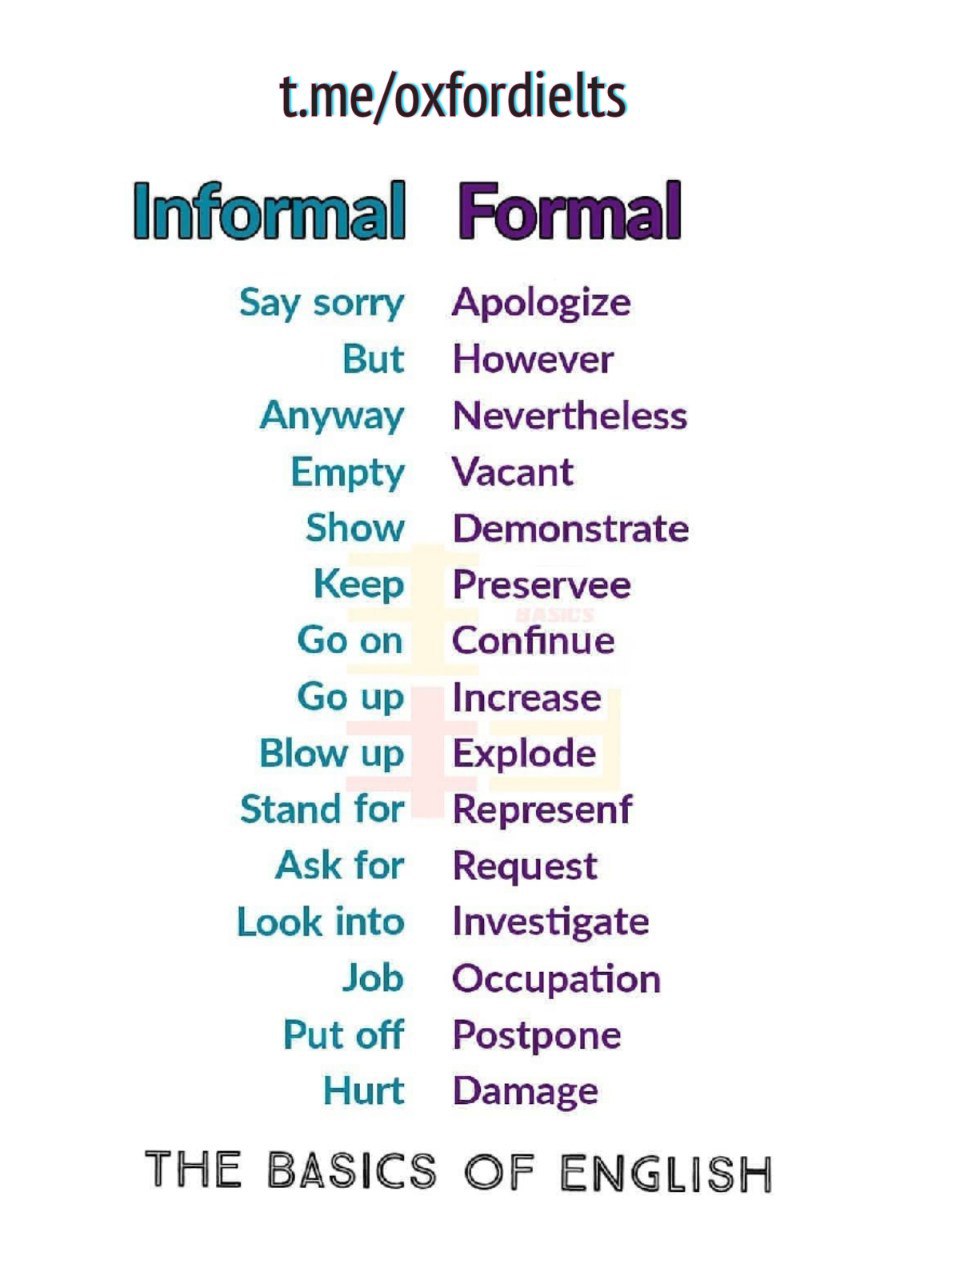 t.me/oxfordielts
Informal Formal
Say sorry Apologize
But However
Anyway Nevertheless
Empty Vacant
Show Demonstrate
Keep Preservee
BASICS
Go on Confinue
Go up Increase
Blow up Explode
Stand for Represenf
Ask for Request
Look into Investigate
Job Occupation
Put off Postpone
Hurt Damage
THE BASICS OF ENGLISH